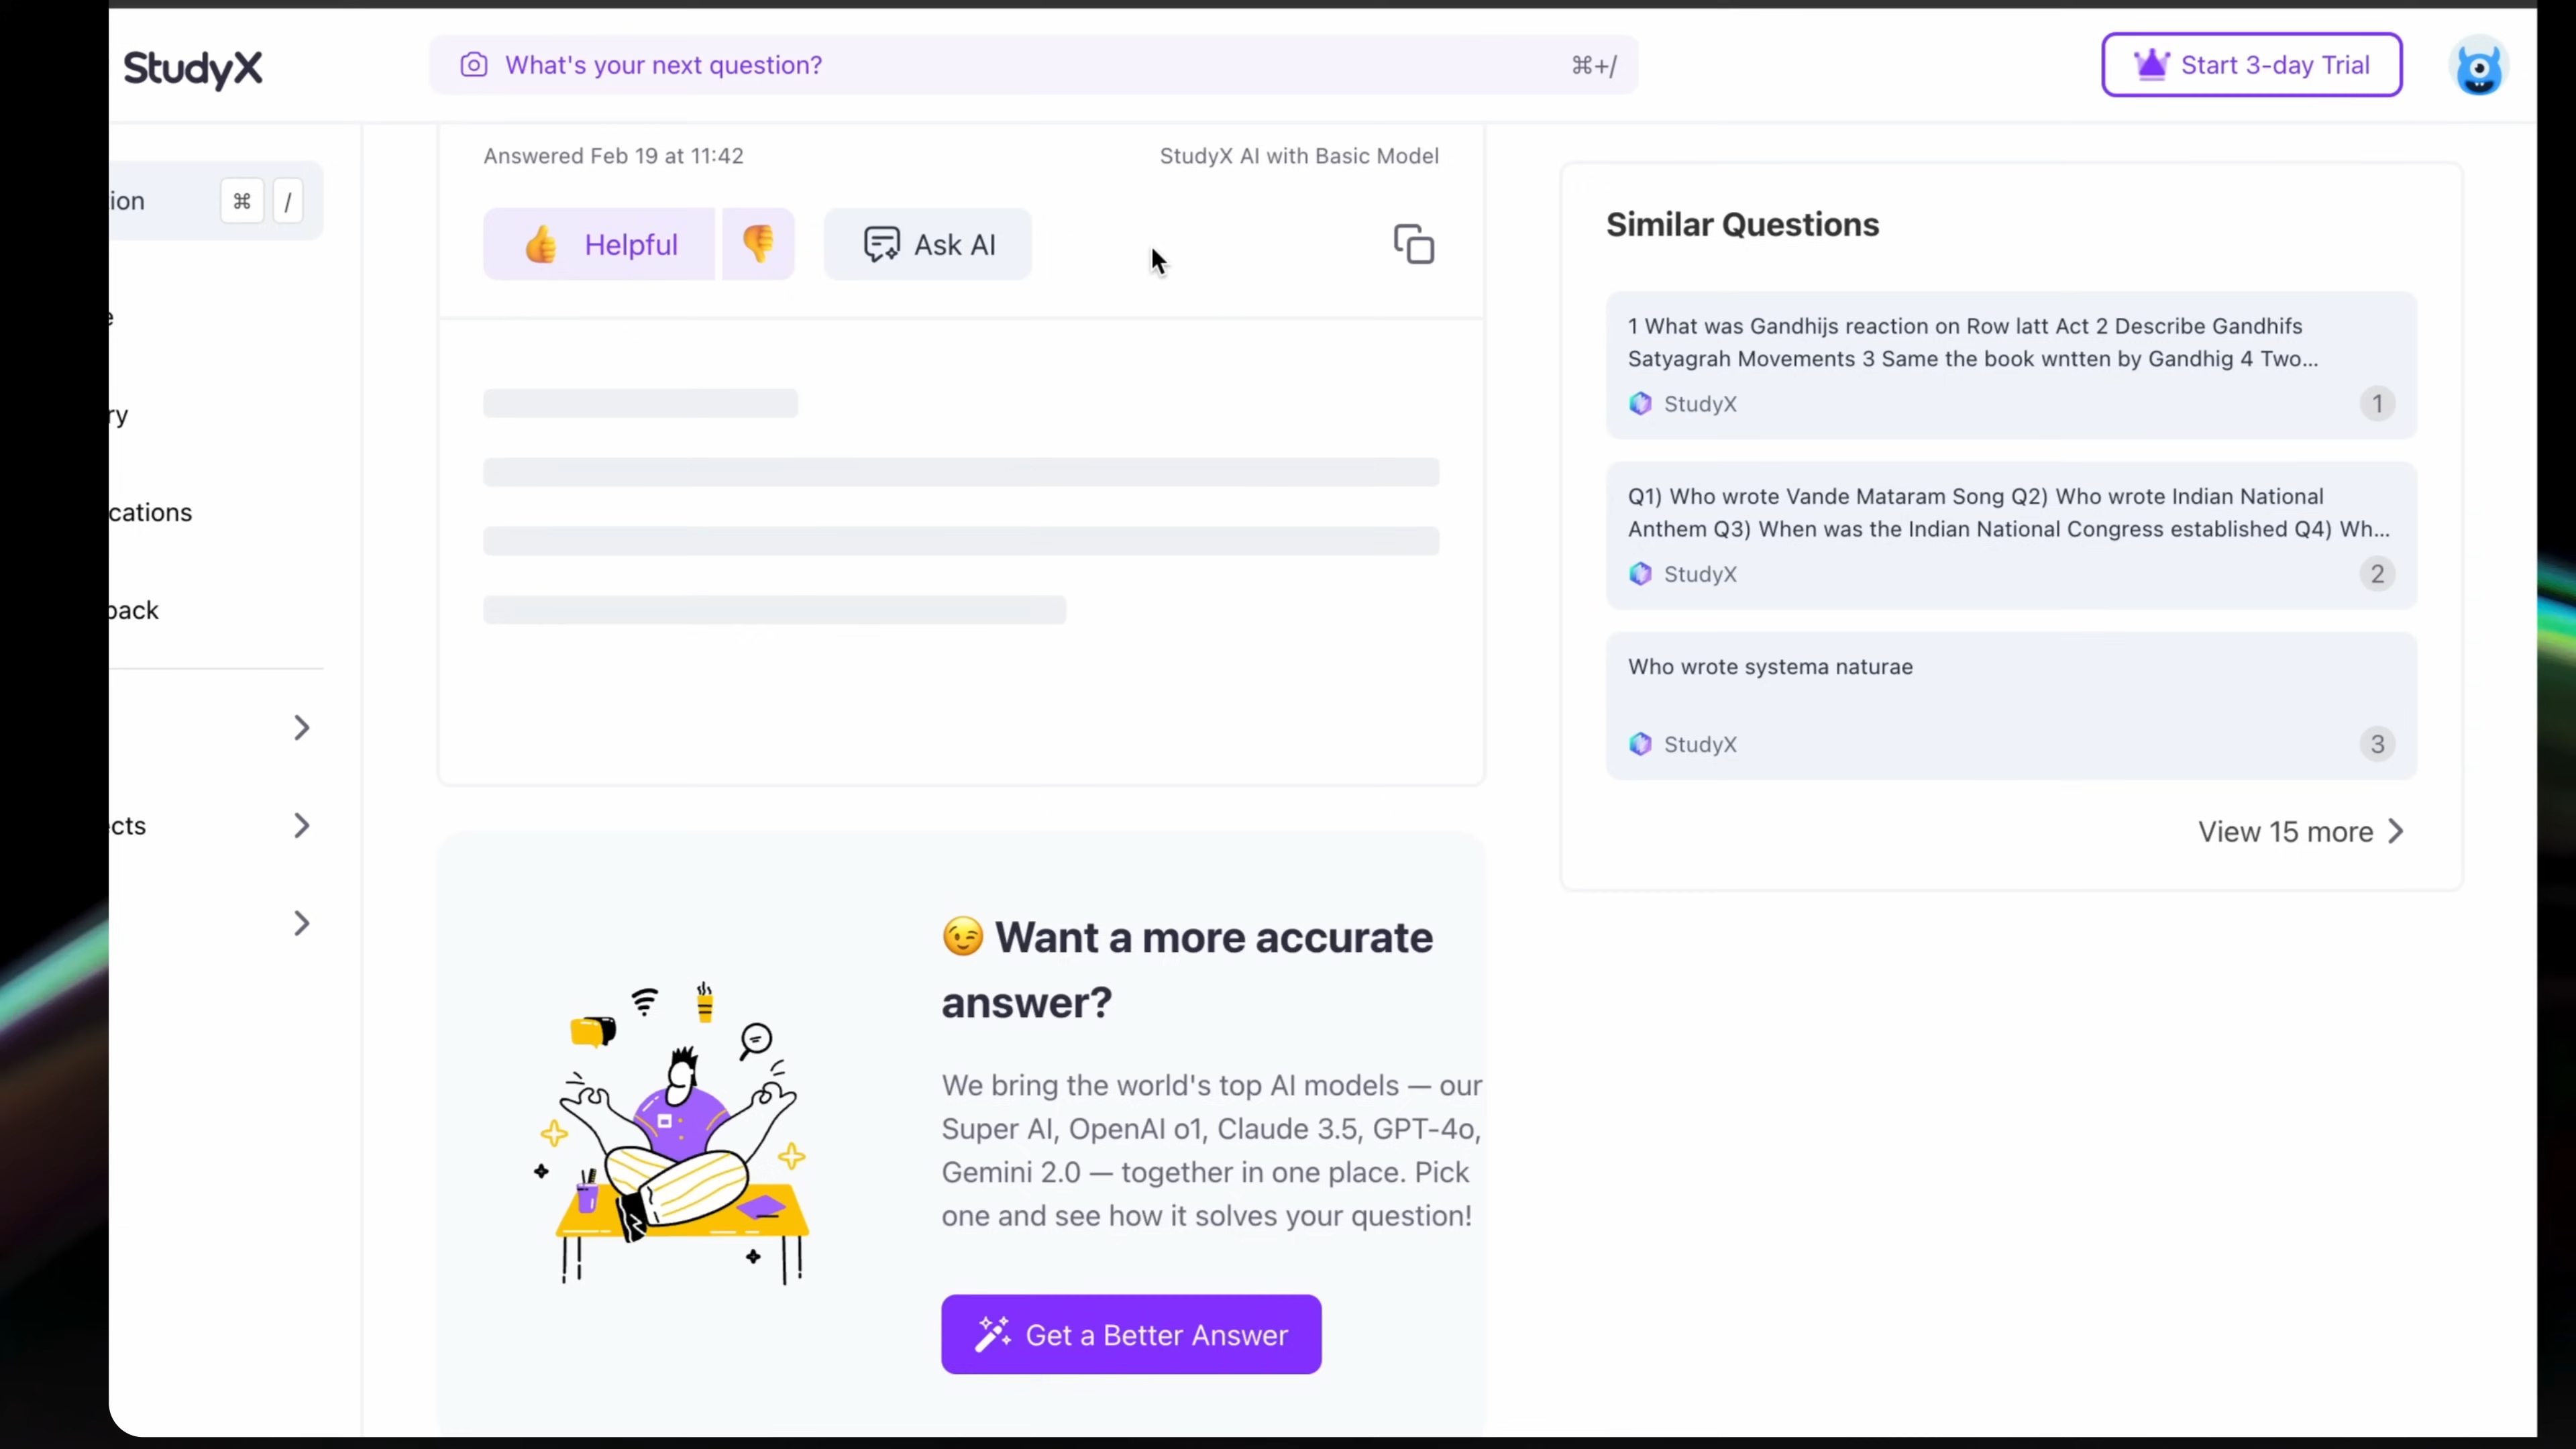 StudyX
What's your next question?
⌘+/
Start 3-day Trial
ion
⌘ /
e
ry
cations
back
cts
Answered Feb 19 at 11:42
StudyX AI with Basic Model
👍 Helpful
👎
Ask AI
Similar Questions
1 What was Gandhijs reaction on Row latt Act 2 Describe Gandhifs
Satyagrah Movements 3 Same the book wntten by Gandhig 4 Two...
StudyX
1
Q1) Who wrote Vande Mataram Song Q2) Who wrote Indian National
Anthem Q3) When was the Indian National Congress established Q4) Wh...
StudyX
2
Who wrote systema naturae
StudyX
3
View 15 more
😉 Want a more accurate
answer?
We bring the world's top AI models — our
Super AI, OpenAI o1, Claude 3.5, GPT-4o,
Gemini 2.0 — together in one place. Pick
one and see how it solves your question!
Get a Better Answer